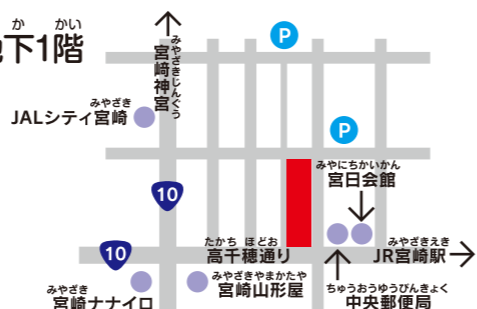 かかい
地下1階
P
みやざきじんぐう
宮﨑神宮
みやざき
JALシティ宮崎
P
みやにちかいかん
宮日会館
10
10
たかちほどお
高千穂通り
みやざきえき
JR宮崎駅
みやざき
宮崎ナナイロ
みやざきやまかたや
宮崎山形屋
ちゅうおうゆうびんきょく
中央郵便局